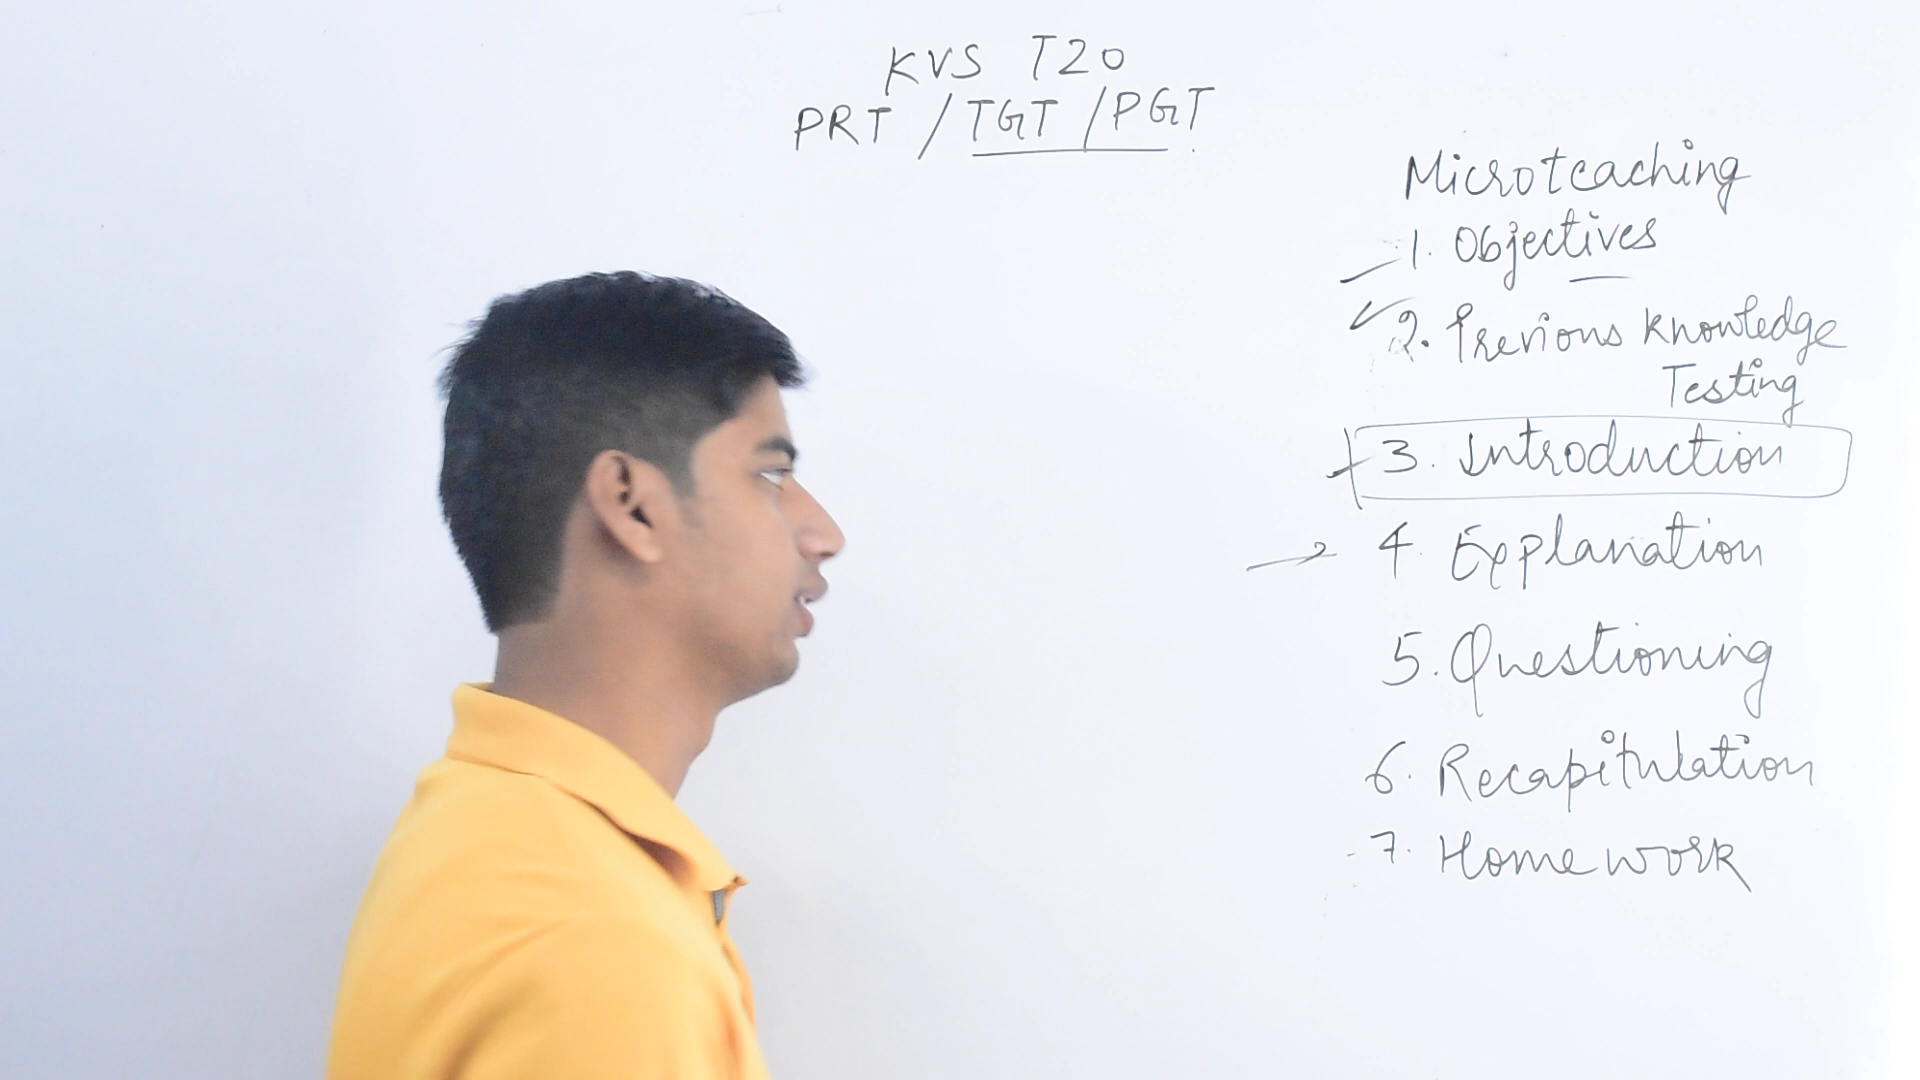 KVS T20
PRT / TGT / PGT
Microteaching
1. Objectives
2. Previous Knowledge
Testing
3. Introduction
4. Explanation
5. Questioning
6. Recapitulation
7. Homework